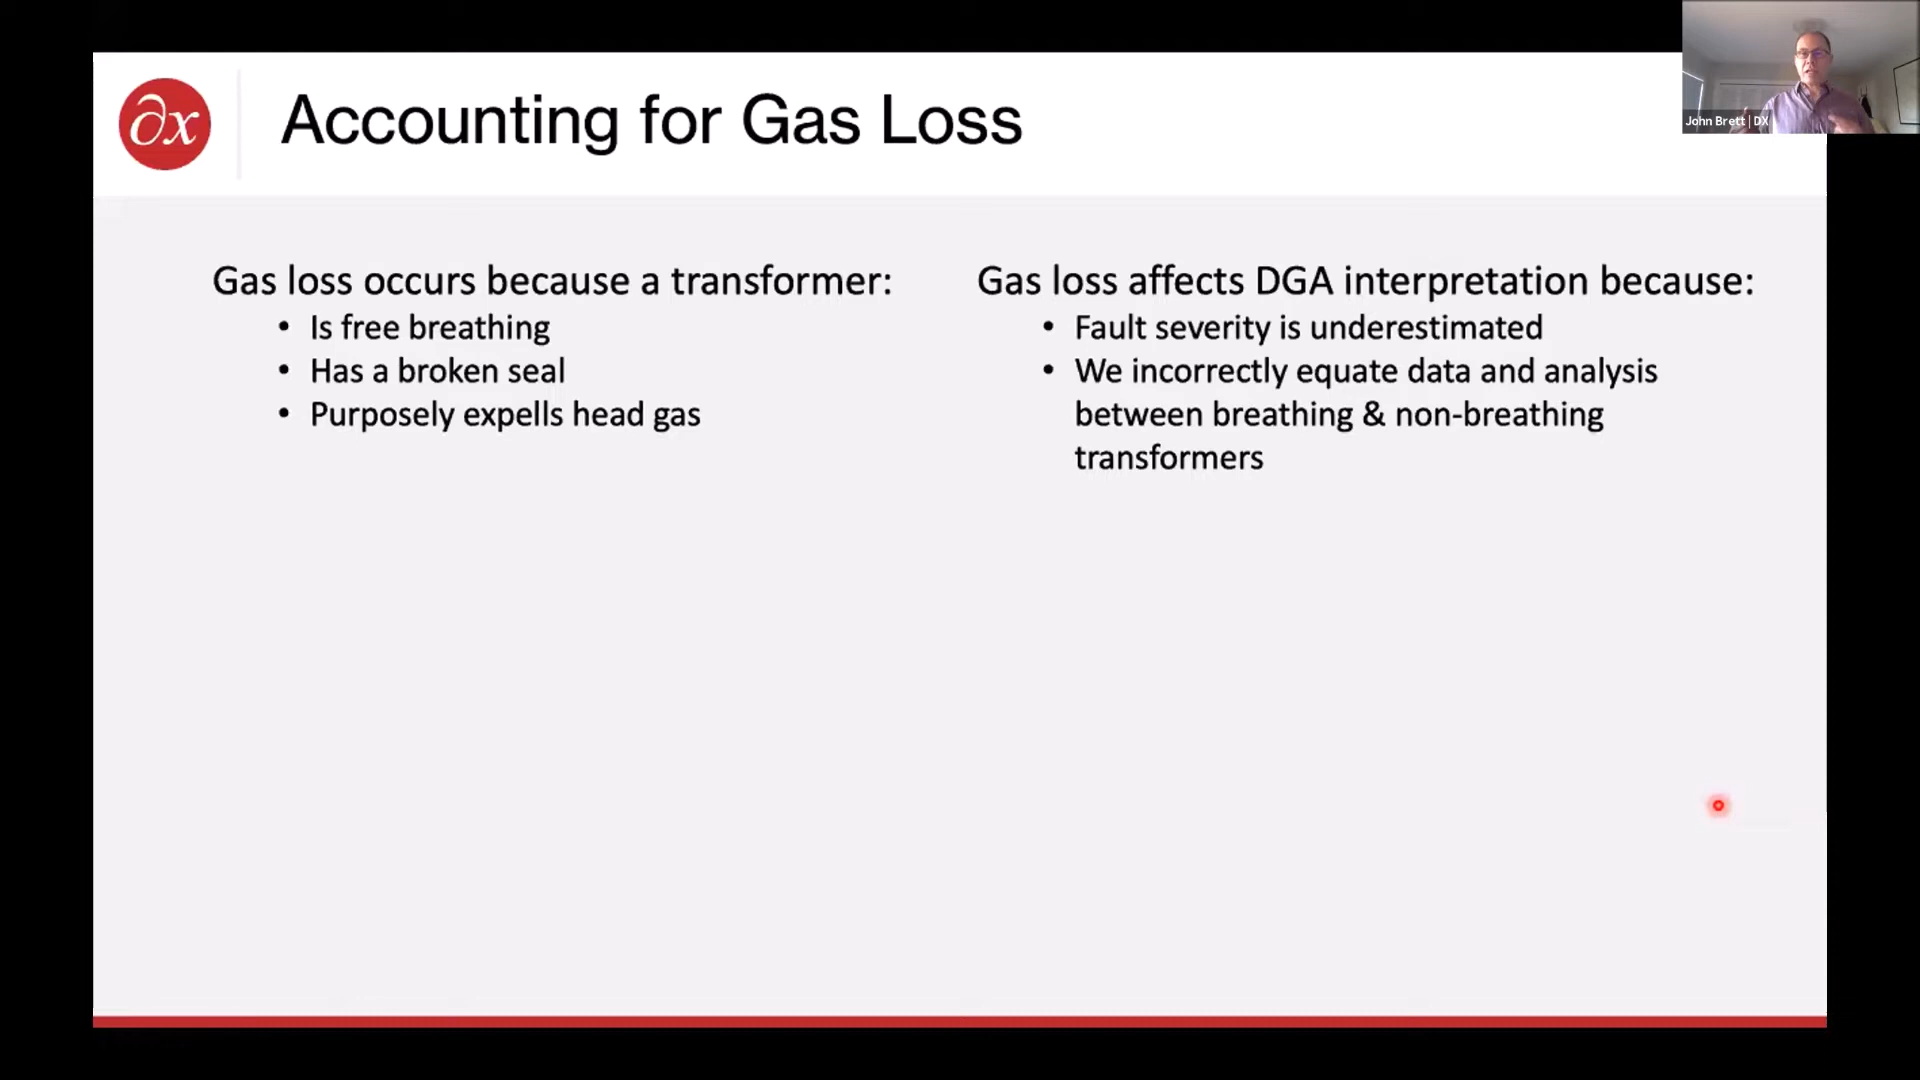 ∂x
Accounting for Gas Loss
John Brett | DX
Gas loss occurs because a transformer:
• Is free breathing
• Has a broken seal
• Purposely expells head gas
Gas loss affects DGA interpretation because:
• Fault severity is underestimated
• We incorrectly equate data and analysis
between breathing & non-breathing
transformers